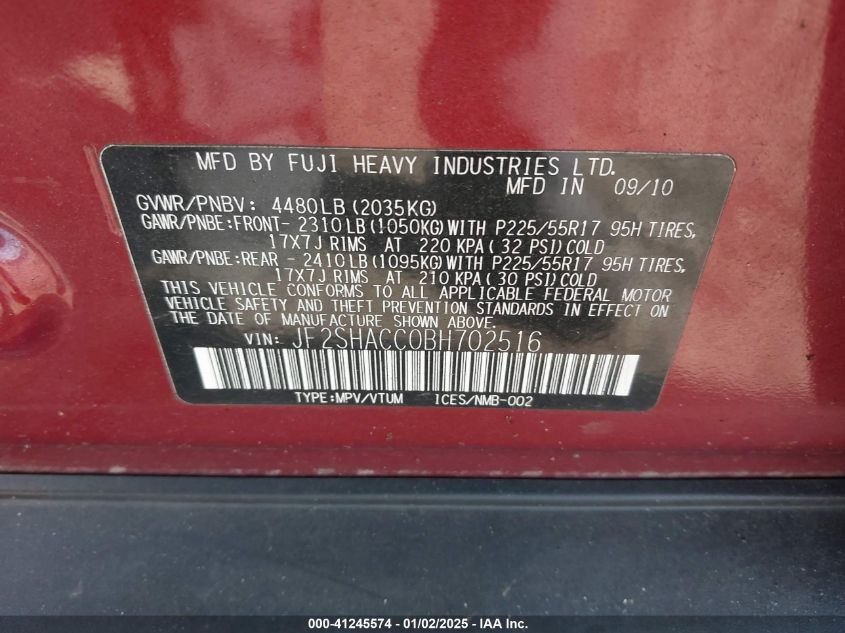 MFD BY FUJI HEAVY INDUSTRIES LTD.
MFD IN 09/10
GVWR/PNBV: 4480LB (2035KG)
GAWR/PNBE:FRONT- 2310LB (1050KG) WITH P225/55R17 95H TIRES,
17X7J RIMS AT 220 KPA ( 32 PSI) COLD
GAWR/PNBE:REAR - 2410LB (1095KG) WITH P225/55R17 95H TIRES,
17X7J RIMS AT 210 KPA ( 30 PSI) COLD
THIS VEHICLE CONFORMS TO ALL APPLICABLE FEDERAL MOTOR
VEHICLE SAFETY AND THEFT PREVENTION STANDARDS IN EFFECT ON
THE DATE OF MANUFACTURE SHOWN ABOVE.
VIN: JF2SHACC0BH702516
TYPE:MPV/VTUM ICES/NMB-002
000-41245574 - 01/02/2025 - IAA Inc.